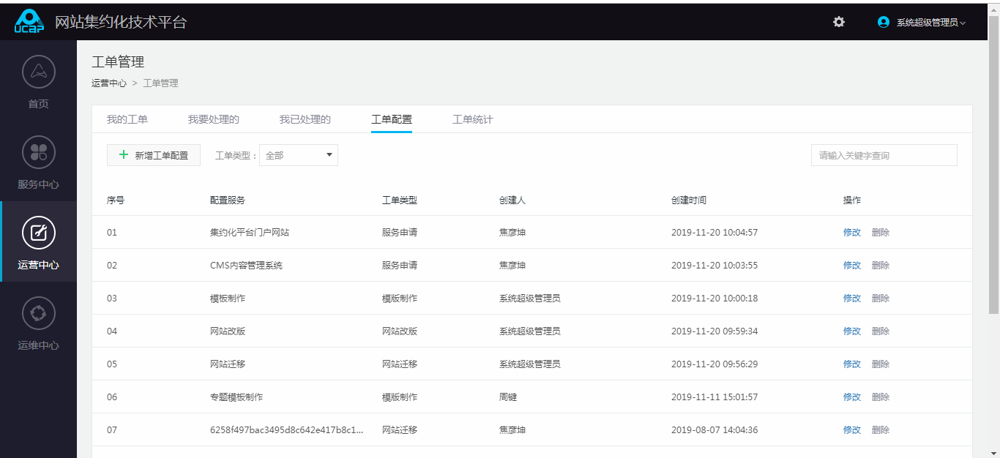 UCAP 网站集约化技术平台 系统超级管理员
首页
服务中心
运营中心
运维中心
工单管理
运营中心 > 工单管理
我的工单 我要处理的 我已处理的 工单配置 工单统计
新增工单配置 工单类型： 全部 请输入关键字查询
序号 配置服务 工单类型 创建人 创建时间 操作
01 集约化平台门户网站 服务申请 焦彦坤 2019-11-20 10:04:57 修改 删除
02 CMS内容管理系统 服务申请 焦彦坤 2019-11-20 10:03:55 修改 删除
03 模板制作 模版制作 系统超级管理员 2019-11-20 10:00:18 修改 删除
04 网站改版 网站改版 系统超级管理员 2019-11-20 09:59:34 修改 删除
05 网站迁移 网站迁移 系统超级管理员 2019-11-20 09:56:29 修改 删除
06 专题模板制作 模版制作 周键 2019-11-11 15:01:57 修改 删除
07 6258f497bac3495d8c642e417b8c1... 网站迁移 焦彦坤 2019-08-07 14:04:36 修改 删除